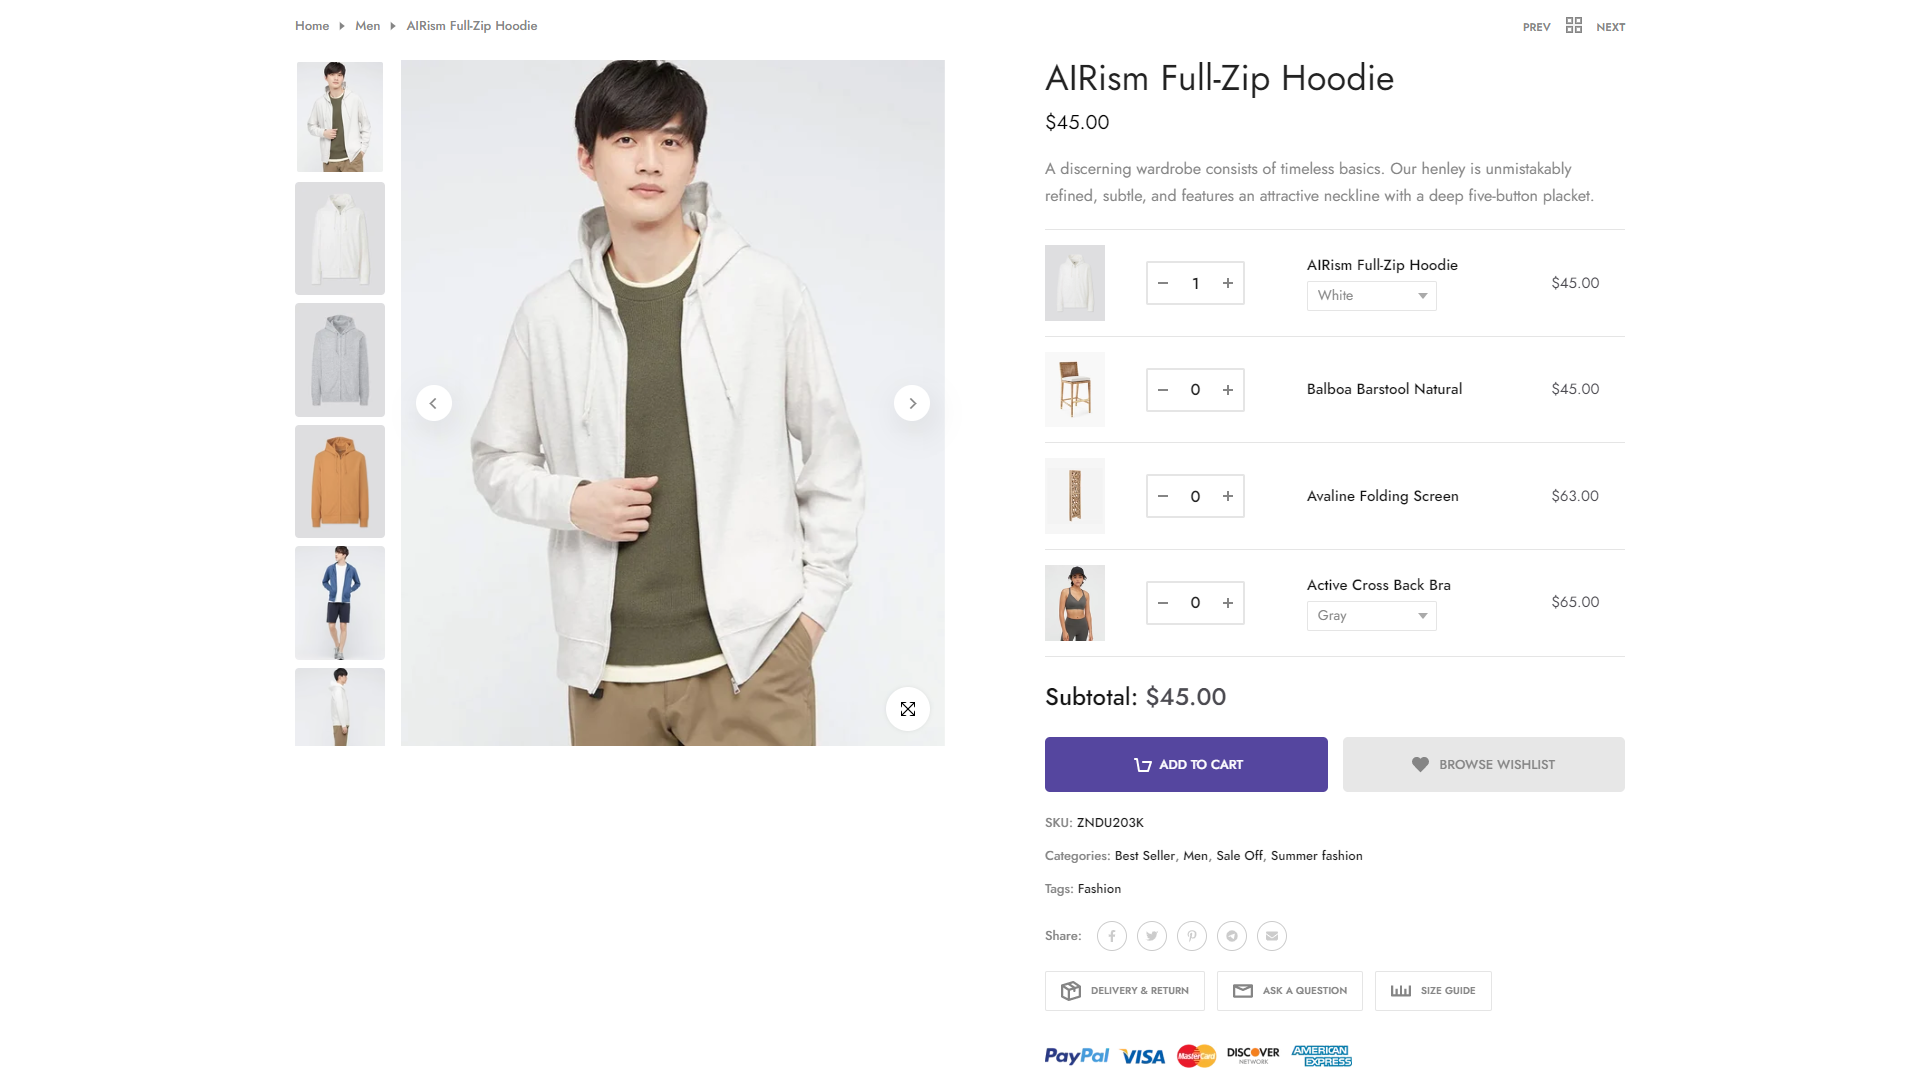 Home Men AIRism Full-Zip Hoodie
PREV NEXT
AIRism Full-Zip Hoodie
$45.00
A discerning wardrobe consists of timeless basics. Our henley is unmistakably
refined, subtle, and features an attractive neckline with a deep five-button placket.
1
AIRism Full-Zip Hoodie
White
$45.00
0
Balboa Barstool Natural
$45.00
0
Avaline Folding Screen
$63.00
0
Active Cross Back Bra
Gray
$65.00
Subtotal: $45.00
ADD TO CART
BROWSE WISHLIST
SKU: ZNDU203K
Categories: Best Seller, Men, Sale Off, Summer fashion
Tags: Fashion
Share:
DELIVERY & RETURN
ASK A QUESTION
SIZE GUIDE
PayPal
VISA
MasterCard
DISCOVER
NETWORK
AMERICAN
EXPRESS